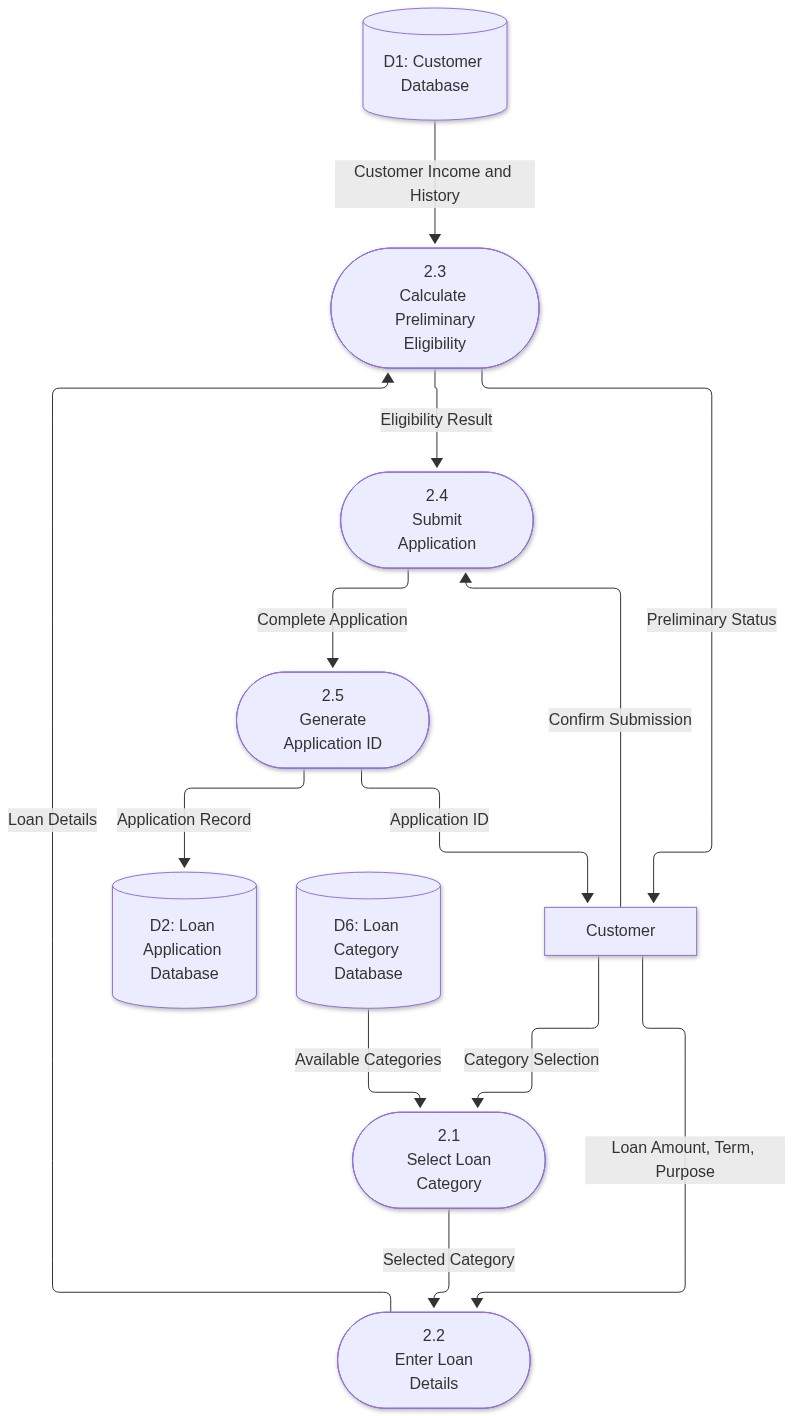 D1: Customer
Database
Customer Income and
History
2.3
Calculate
Preliminary
Eligibility
Eligibility Result
2.4
Submit
Application
Complete Application
Preliminary Status
2.5
Generate
Application ID
Confirm Submission
Loan Details
Application Record
Application ID
D2: Loan
Application
Database
D6: Loan
Category
Database
Customer
Available Categories
Category Selection
2.1
Select Loan
Category
Loan Amount, Term,
Purpose
Selected Category
2.2
Enter Loan
Details